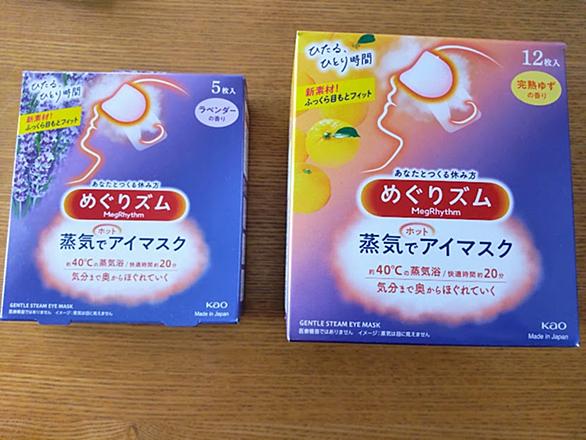 ひたる、
ひとり時間
5枚入
新素材!
ふっくら目もとフィット
ラベンダー
の香り
あなたとつくる休み方
めぐりズム
MegRhythm
ホット
蒸気でアイマスク
約40℃の蒸気浴/快適時間約20分
気分まで奥からほぐれていく
GENTLE STEAM EYE MASK
医療機器ではありません イメージ:蒸気は目に見えません
Kao
Made in Japan
ひたる、
ひとり時間
12枚入
新素材!
ふっくら目もとフィット
完熟ゆず
の香り
あなたとつくる休み方
めぐりズム
MegRhythm
ホット
蒸気でアイマスク
約40℃の蒸気浴/快適時間約20分
気分まで奥からほぐれていく
GENTLE STEAM EYE MASK
医療機器ではありません イメージ:蒸気は目に見えません
Kao
Made in Japan